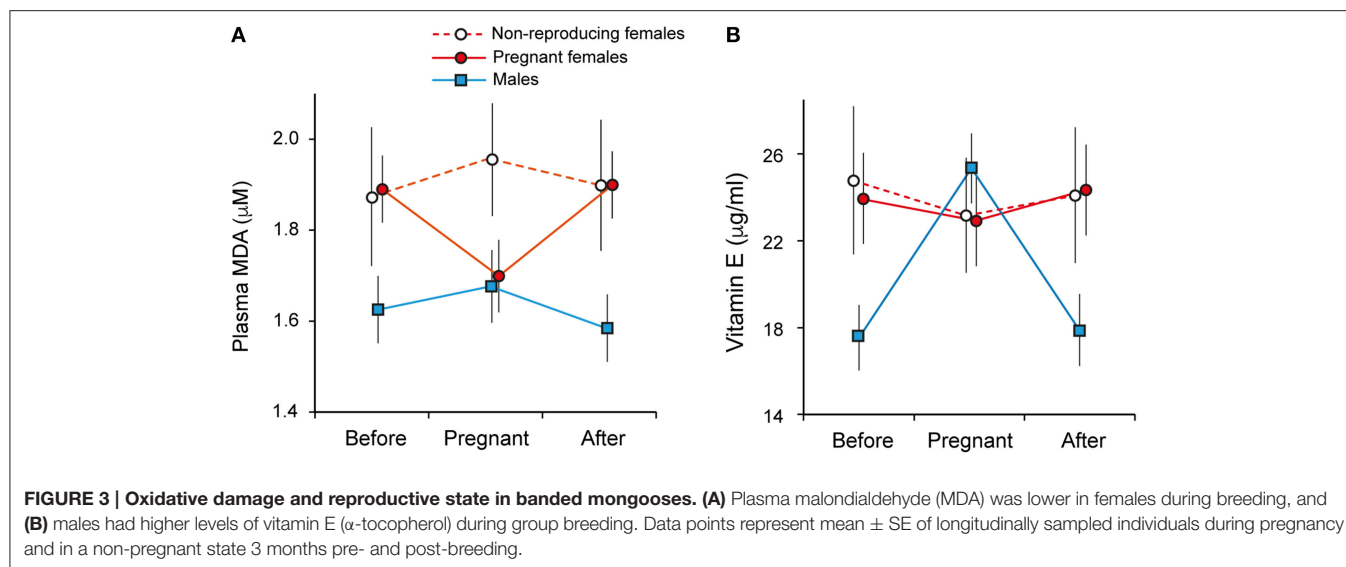 A
Non-reproducing females
Pregnant females
Males
B
Plasma MDA (μM)
2.0
1.8
1.6
1.4
Before
Pregnant
After
Vitamin E (μg/ml)
26
22
18
14
Before
Pregnant
After
FIGURE 3 | Oxidative damage and reproductive state in banded mongooses. (A) Plasma malondialdehyde (MDA) was lower in females during breeding, and
(B) males had higher levels of vitamin E (α-tocopherol) during group breeding. Data points represent mean ± SE of longitudinally sampled individuals during pregnancy
and in a non-pregnant state 3 months pre- and post-breeding.